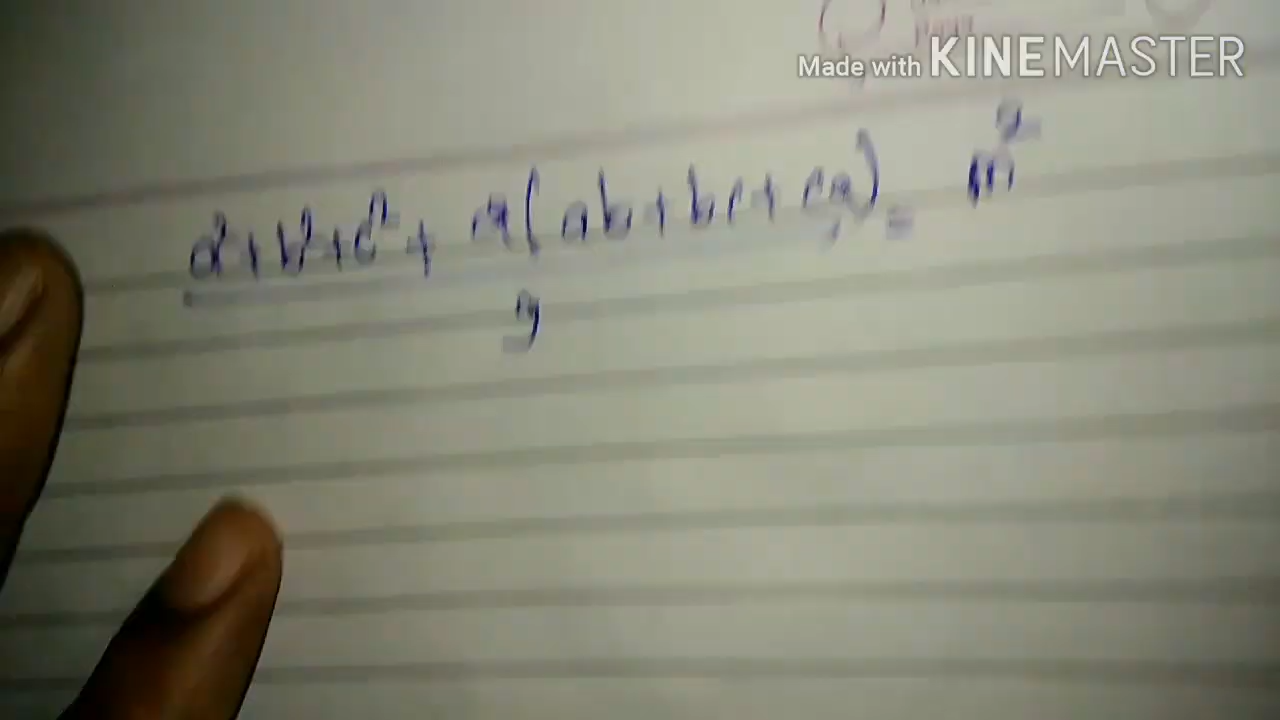 Made with KINEMASTER
a²+b²+c²+ 2(ab+bc+ca) = m²